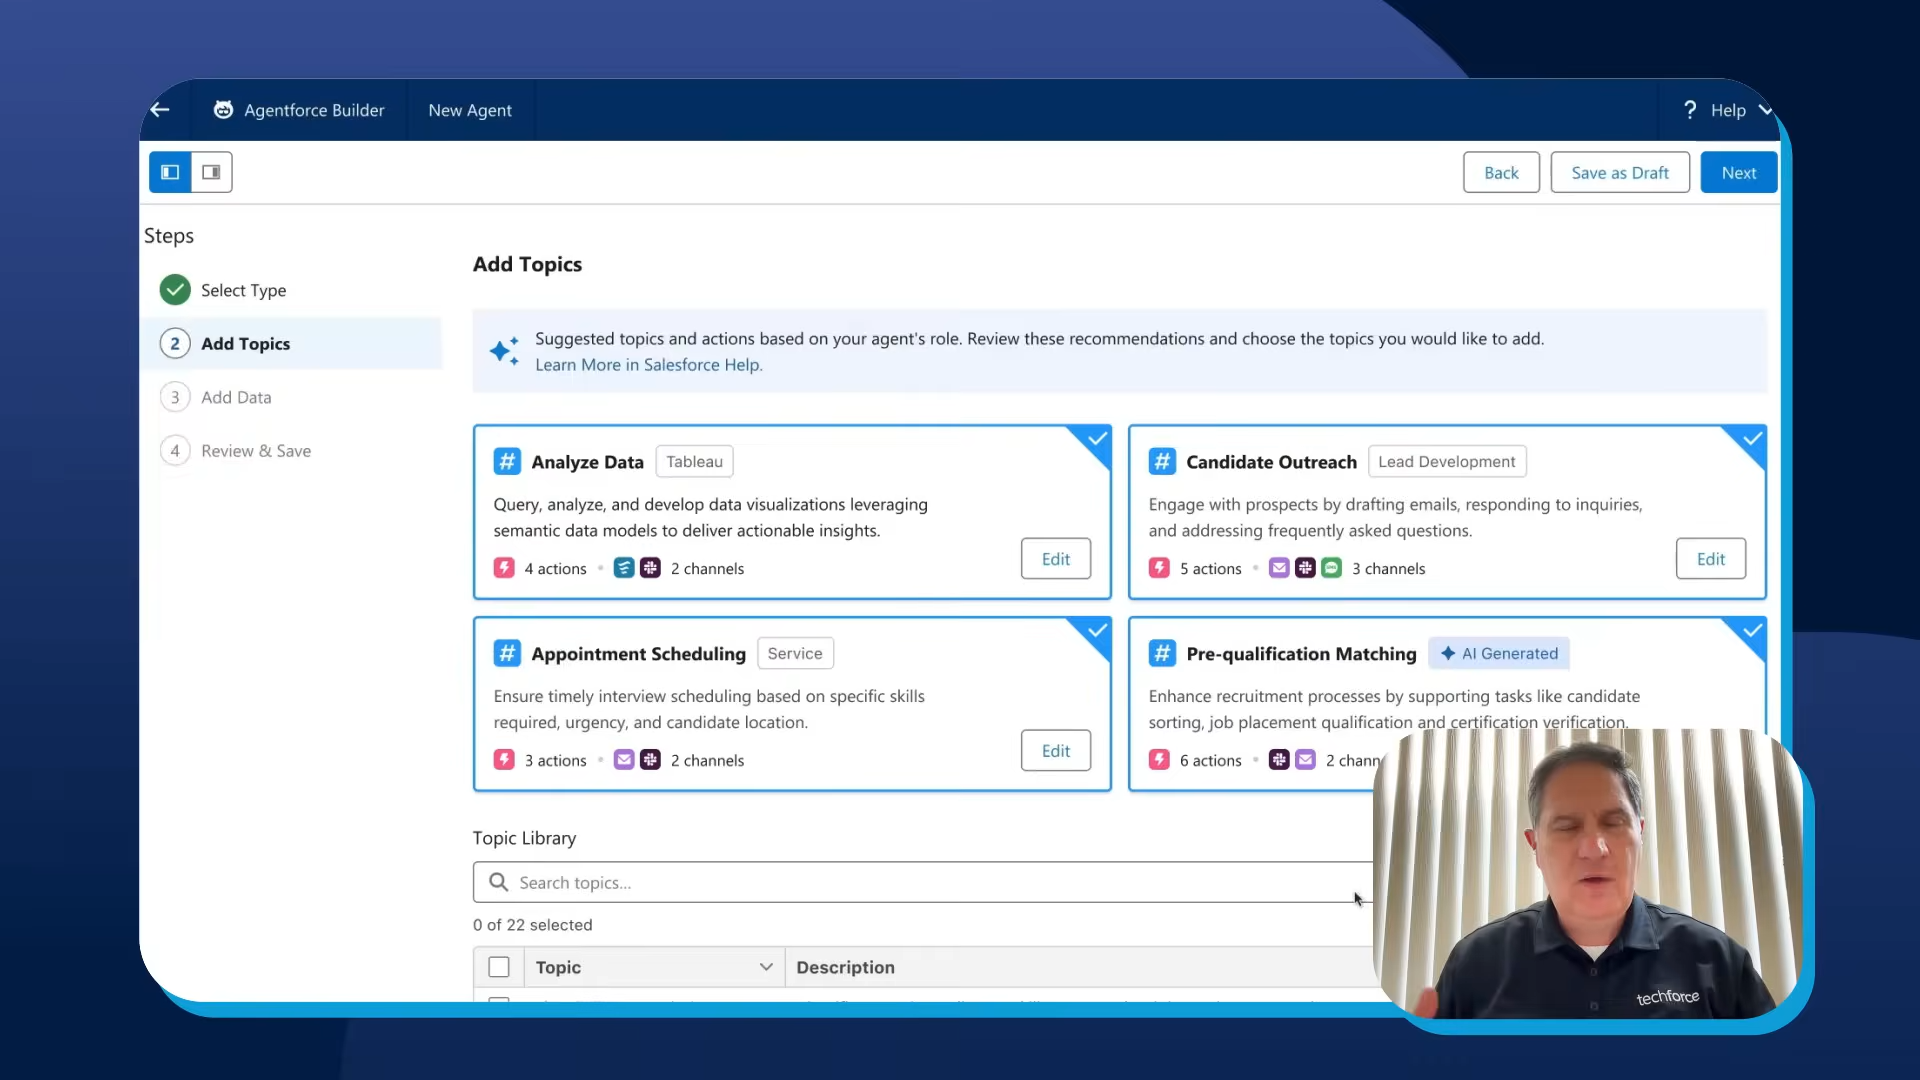 Agentforce Builder
New Agent
? Help
Back
Save as Draft
Next
Steps
Select Type
2 Add Topics
3 Add Data
4 Review & Save
Add Topics
Suggested topics and actions based on your agent's role. Review these recommendations and choose the topics you would like to add.
Learn More in Salesforce Help.
# Analyze Data Tableau
Query, analyze, and develop data visualizations leveraging
semantic data models to deliver actionable insights.
4 actions • 2 channels
Edit
# Candidate Outreach Lead Development
Engage with prospects by drafting emails, responding to inquiries,
and addressing frequently asked questions.
5 actions • 3 channels
Edit
# Appointment Scheduling Service
Ensure timely interview scheduling based on specific skills
required, urgency, and candidate location.
3 actions • 2 channels
Edit
# Pre-qualification Matching AI Generated
Enhance recruitment processes by supporting tasks like candidate
sorting, job placement qualification and certification verification.
6 actions • 2 chann
Topic Library
Search topics...
0 of 22 selected
Topic
Description
techforce